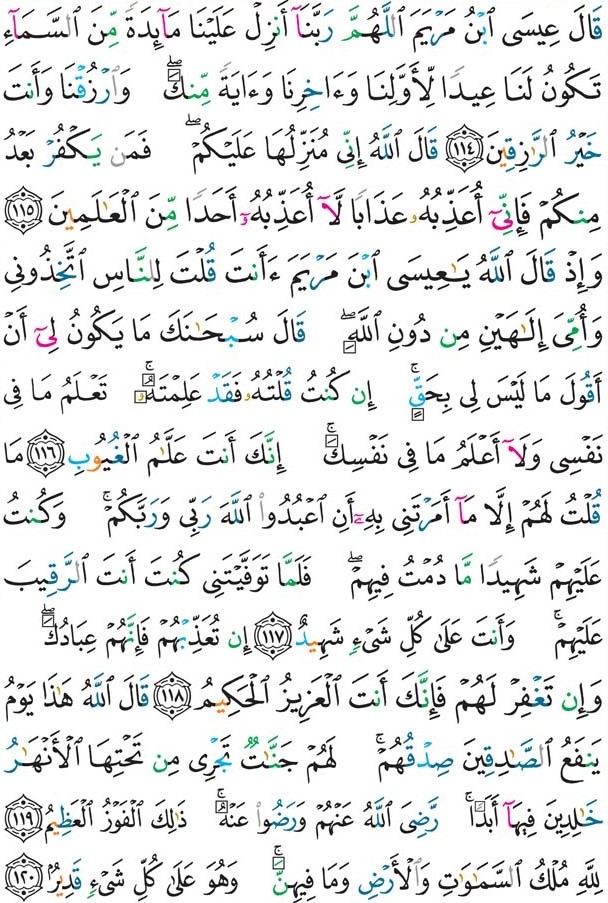 قَالَ عِيسَى ٱبْنُ مَرْيَمَ ٱللَّهُمَّ رَبَّنَآ أَنزِلْ عَلَيْنَا مَآئِدَةً مِّنَ ٱلسَّمَآءِ
تَكُونُ لَنَا عِيدًا لِّأَوَّلِنَا وَءَاخِرِنَا وَءَايَةً مِّنكَ ۖ وَٱرْزُقْنَا وَأَنتَ
خَيْرُ ٱلرَّٰزِقِينَ ﴿١١٤﴾ قَالَ ٱللَّهُ إِنِّى مُنَزِّلُهَا عَلَيْكُمْ ۖ فَمَن يَكْفُرْ بَعْدُ
مِنكُمْ فَإِنِّىٓ أُعَذِّبُهُۥ عَذَابًا لَّآ أُعَذِّبُهُۥٓ أَحَدًا مِّنَ ٱلْعَٰلَمِينَ ﴿١١٥﴾
وَإِذْ قَالَ ٱللَّهُ يَٰعِيسَى ٱبْنَ مَرْيَمَ ءَأَنتَ قُلْتَ لِلنَّاسِ ٱتَّخِذُونِى
وَأُمِّىَ إِلَٰهَيْنِ مِن دُونِ ٱللَّهِ ۖ قَالَ سُبْحَٰنَكَ مَا يَكُونُ لِىٓ أَنْ
أَقُولَ مَا لَيْسَ لِى بِحَقٍّ ۚ إِن كُنتُ قُلْتُهُۥ فَقَدْ عَلِمْتَهُۥ ۚ تَعْلَمُ مَا فِى
نَفْسِى وَلَآ أَعْلَمُ مَا فِى نَفْسِكَ ۚ إِنَّكَ أَنتَ عَلَّٰمُ ٱلْغُيُوبِ ﴿١١٦﴾ مَا
قُلْتُ لَهُمْ إِلَّا مَآ أَمَرْتَنِى بِهِۦٓ أَنِ ٱعْبُدُوا۟ ٱللَّهَ رَبِّى وَرَبَّكُمْ ۚ وَكُنتُ
عَلَيْهِمْ شَهِيدًا مَّا دُمْتُ فِيهِمْ ۖ فَلَمَّا تَوَفَّيْتَنِى كُنتَ أَنتَ ٱلرَّقِيبَ
عَلَيْهِمْ ۚ وَأَنتَ عَلَىٰ كُلِّ شَىْءٍ شَهِيدٌ ﴿١١٧﴾ إِن تُعَذِّبْهُمْ فَإِنَّهُمْ عِبَادُكَ ۖ
وَإِن تَغْفِرْ لَهُمْ فَإِنَّكَ أَنتَ ٱلْعَزِيزُ ٱلْحَكِيمُ ﴿١١٨﴾ قَالَ ٱللَّهُ هَٰذَا يَوْمُ
يَنفَعُ ٱلصَّٰدِقِينَ صِدْقُهُمْ ۚ لَهُمْ جَنَّٰتٌ تَجْرِى مِن تَحْتِهَا ٱلْأَنْهَٰرُ
خَٰلِدِينَ فِيهَآ أَبَدًا ۚ رَّضِىَ ٱللَّهُ عَنْهُمْ وَرَضُوا۟ عَنْهُ ۚ ذَٰلِكَ ٱلْفَوْزُ ٱلْعَظِيمُ ﴿١١٩﴾
لِلَّهِ مُلْكُ ٱلسَّمَٰوَٰتِ وَٱلْأَرْضِ وَمَا فِيهِنَّ ۚ وَهُوَ عَلَىٰ كُلِّ شَىْءٍ قَدِيرٌۢ ﴿١٢٠﴾